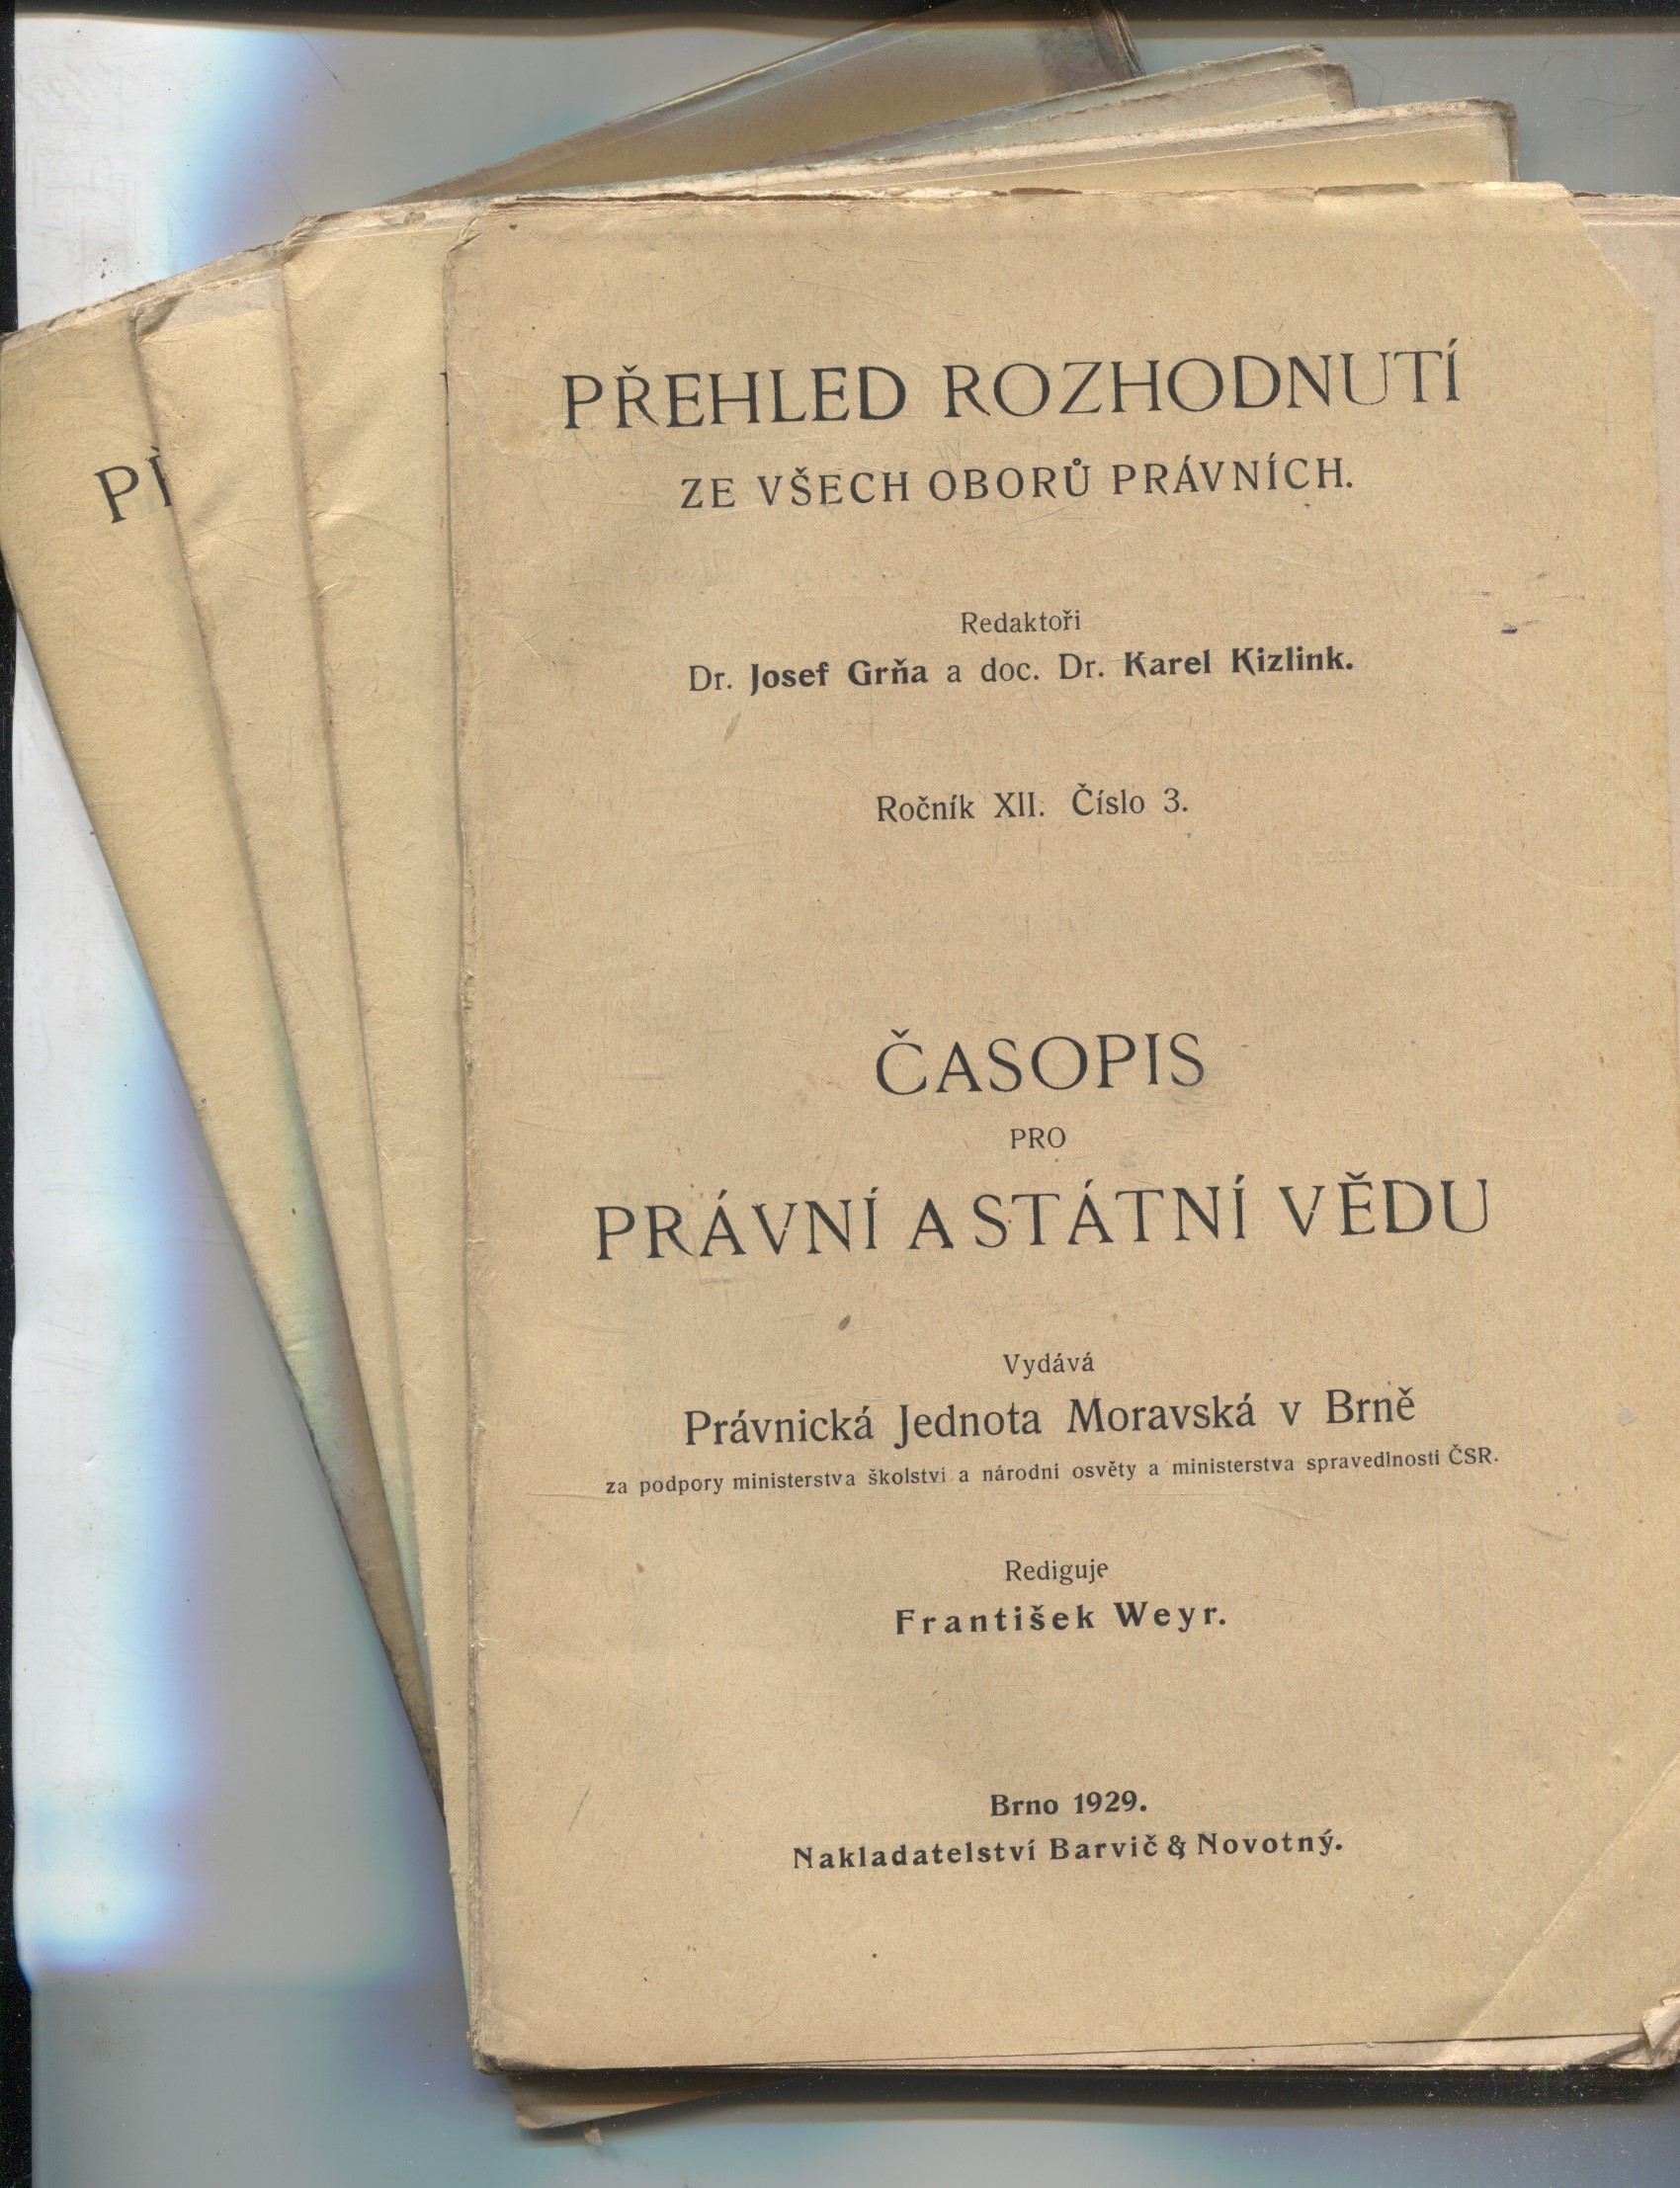 PŘEHLED ROZHODNUTÍ
ZE VŠECH OBORŮ PRÁVNÍCH.
Redaktoři
Dr. Josef Grňa a doc. Dr. Karel Kizlink.
Ročník XII. Číslo 3.
ČASOPIS
PRO
PRÁVNÍ A STÁTNÍ VĚDU
Vydává
Právnická Jednota Moravská v Brně
za podpory ministerstva školstvi a národní osvěty a ministerstva spravedlnosti ČSR.
Rediguje
František Weyr.
Brno 1929.
Nakladatelství Barvič & Novotný.